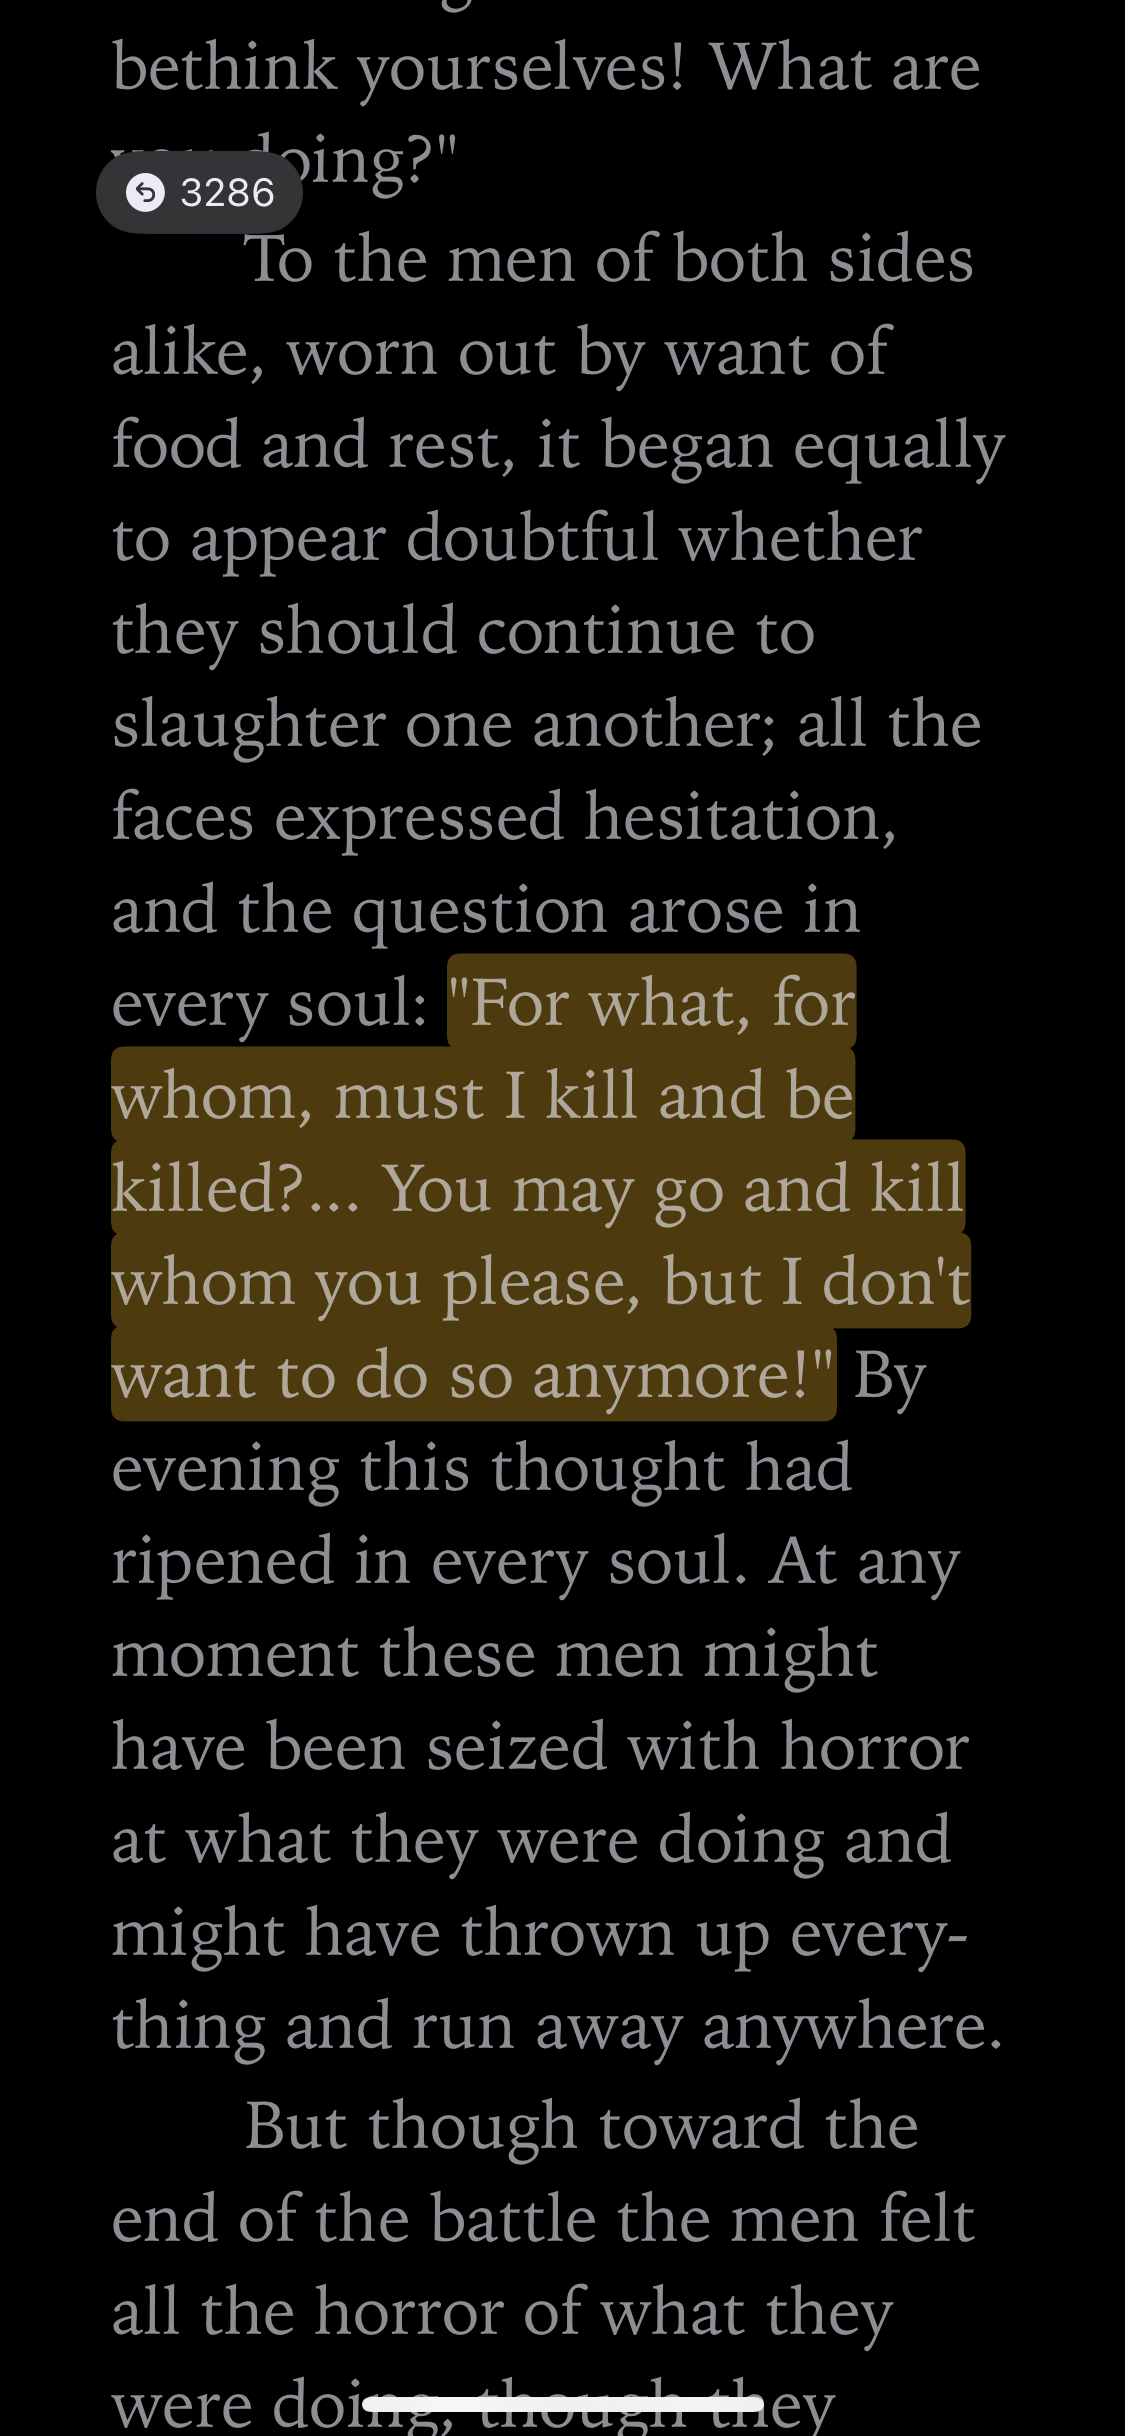 bethink yourselves! What are
doing?"
3286
To the men of both sides
alike, worn out by want of
food and rest, it began equally
to appear doubtful whether
they should continue to
slaughter one another; all the
faces expressed hesitation,
and the question arose in
every soul: "For what, for
whom, must I kill and be
killed?... You may go and kill
whom you please, but I don't
want to do so anymore!" By
evening this thought had
ripened in every soul. At any
moment these men might
have been seized with horror
at what they were doing and
might have thrown up every-
thing and run away anywhere.
But though toward the
end of the battle the men felt
all the horror of what they
were doing, though they